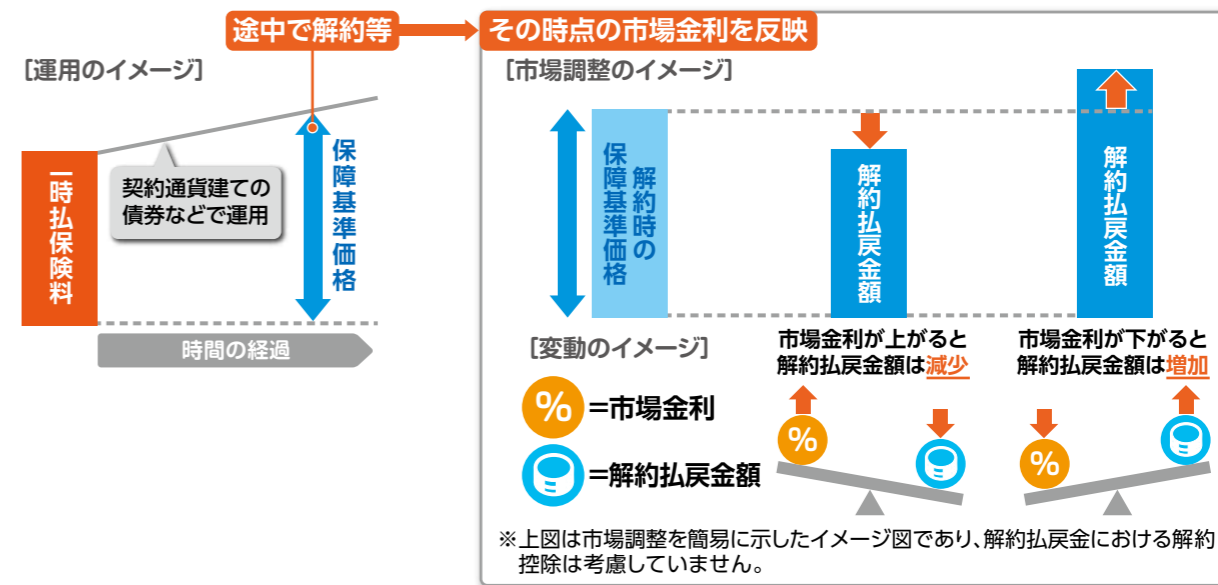 途中で解約等
その時点の市場金利を反映
［運用のイメージ］
一時払保険料
契約通貨建ての
債券などで運用
保障基準価格
時間の経過
［市場調整のイメージ］
解約時の
保障基準価格
解約払戻金額
解約払戻金額
市場金利が上がると
解約払戻金額は減少
市場金利が下がると
解約払戻金額は増加
［変動のイメージ］
%＝市場金利
＝解約払戻金額
%
%
※上図は市場調整を簡易に示したイメージ図であり、解約払戻金における解約
控除は考慮していません。